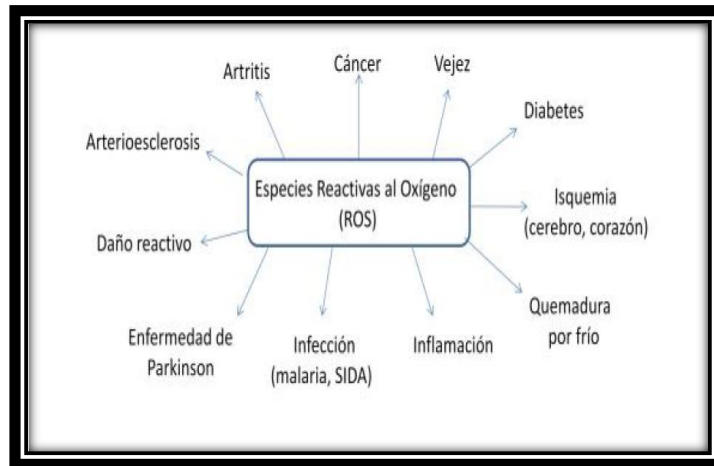 Cáncer
Vejez
Artritis
Diabetes
Arterioesclerosis
Especies Reactivas al Oxígeno
(ROS)
Isquemia
(cerebro, corazón)
Daño reactivo
Quemadura
por frío
Enfermedad de
Parkinson
Infección
(malaria, SIDA)
Inflamación